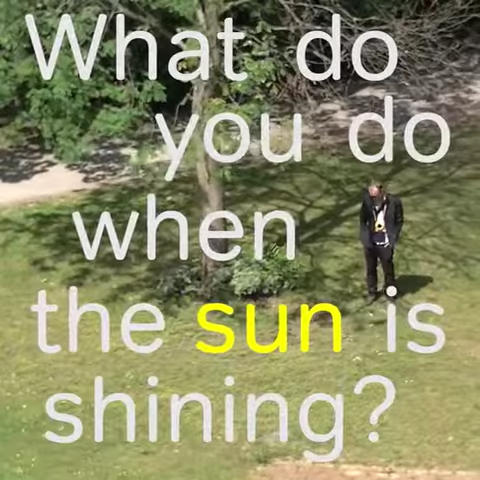 What do
you do
when
the sun is
shining?